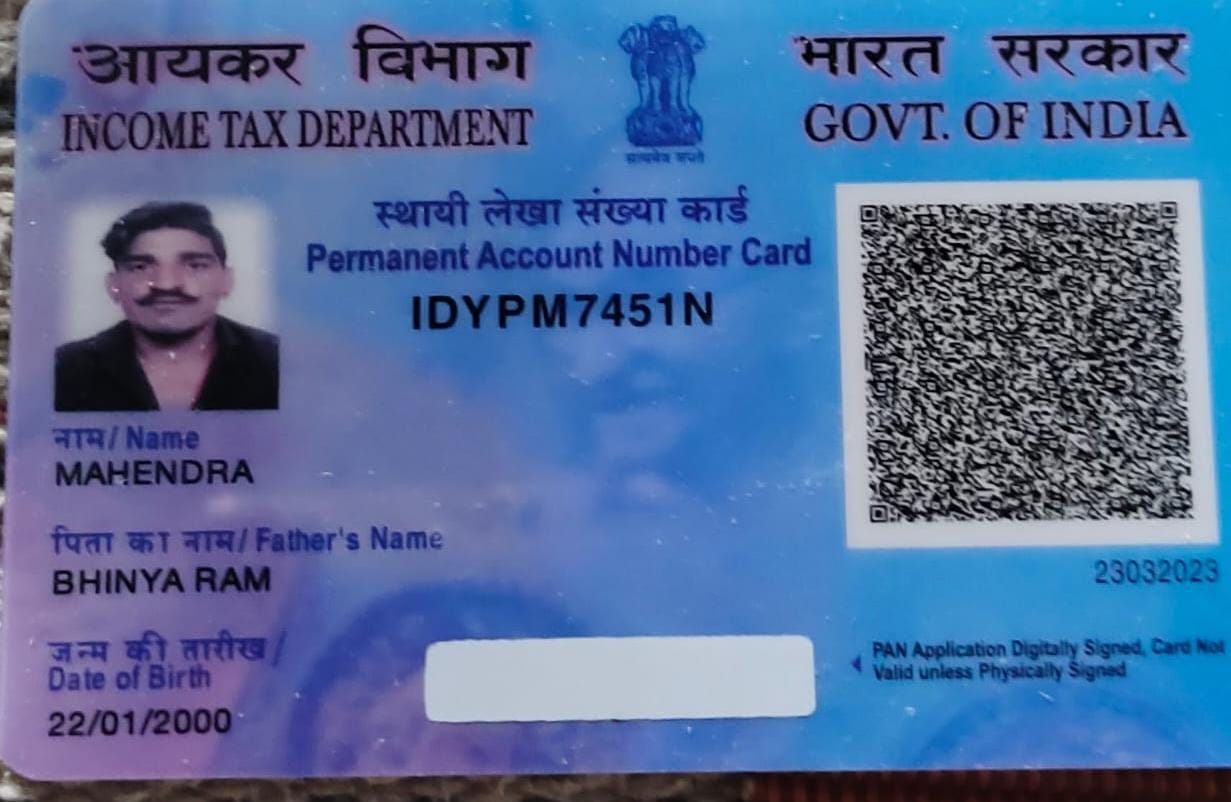 आयकर विभाग
INCOME TAX DEPARTMENT
सत्यमेव जयते
भारत सरकार
GOVT. OF INDIA
स्थायी लेखा संख्या कार्ड
Permanent Account Number Card
IDYPM7451N
नाम/ Name
MAHENDRA
पिता का नाम/ Father's Name
BHINYA RAM
जन्म की तारीख/
Date of Birth
22/01/2000
23032023
PAN Application Digitally Signed, Card Not
Valid unless Physically Signed